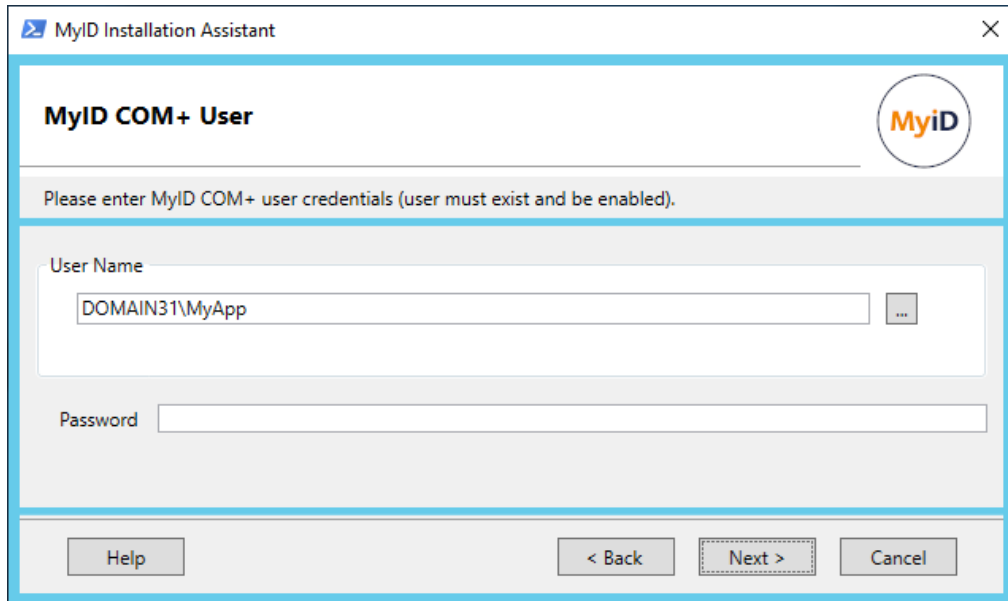 MyID Installation Assistant
MyID COM+ User
MyiD
Please enter MyID COM+ user credentials (user must exist and be enabled).
User Name
DOMAIN31\MyApp
...
Password
Help
< Back
Next >
Cancel